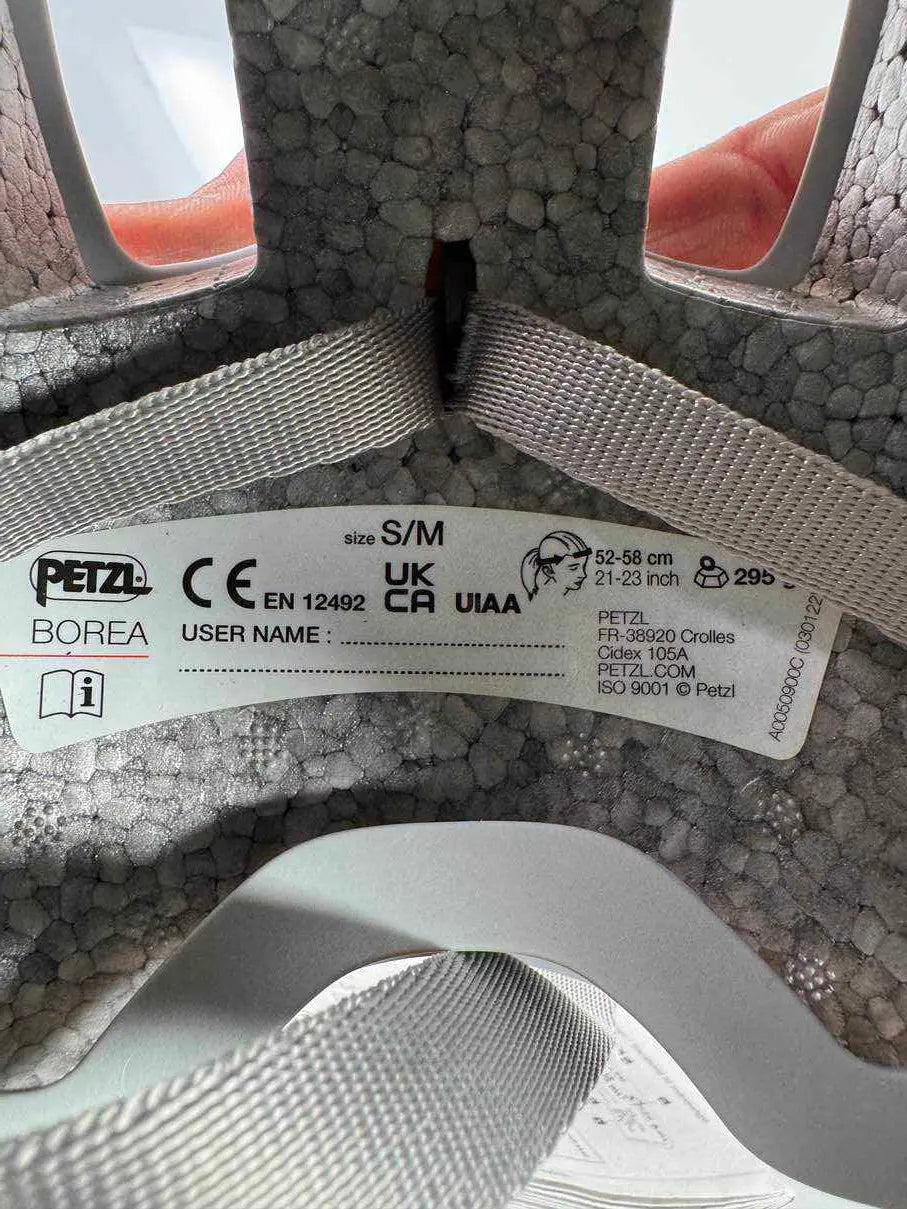 size S/M
PETZL
CE EN 12492 UK CA UIAA
52-58 cm
21-23 inch
295 g
BOREA
USER NAME :
PETZL
FR-38920 Crolles
Cidex 105A
PETZL.COM
ISO 9001 © Petzl
i
A005090OC (030122